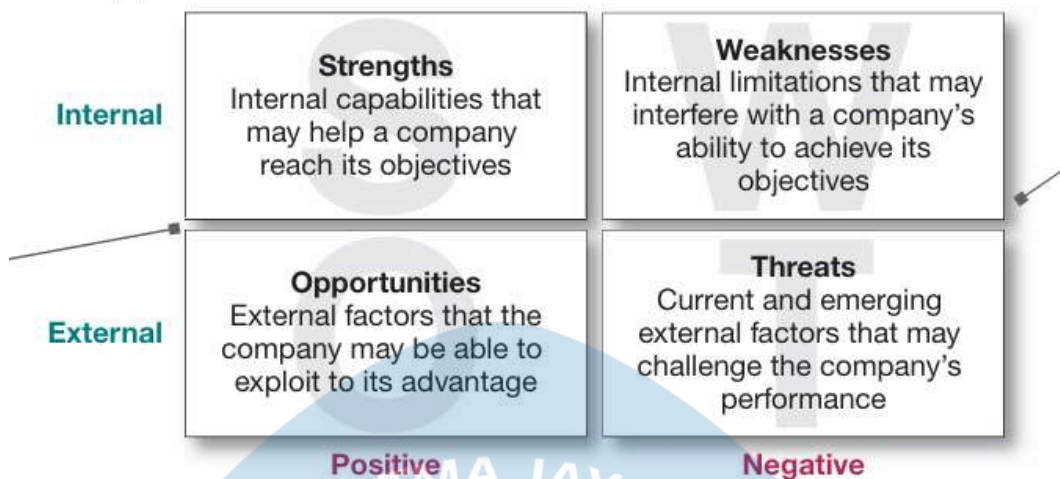 Strengths
Internal capabilities that
may help a company
reach its objectives
Weaknesses
Internal limitations that may
interfere with a company's
ability to achieve its
objectives
Internal
Opportunities
External factors that the
company may be able to
exploit to its advantage
Threats
Current and emerging
external factors that may
challenge the company's
performance
External
Positive
Negative
S
W
O
T
MA JAY